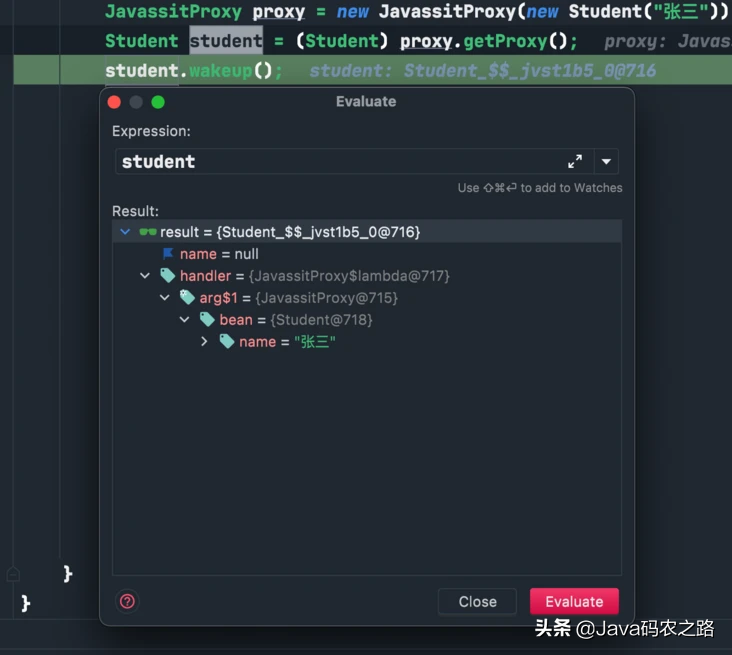 JavassitProxy proxy = new JavassitProxy(new Student("张三"))
Student student = (Student) proxy.getProxy(); proxy: Javas
student.wakeup(); student: Student_$$_jvst1b5_0@716
Evaluate
Expression:
student
Use ⇧⌘⏎ to add to Watches
Result:
result = {Student_$$_jvst1b5_0@716}
name = null
handler = {JavassitProxy$lambda@717}
arg$1 = {JavassitProxy@715}
bean = {Student@718}
name = "张三"
}
}
Close Evaluate
头条 @Java码农之路